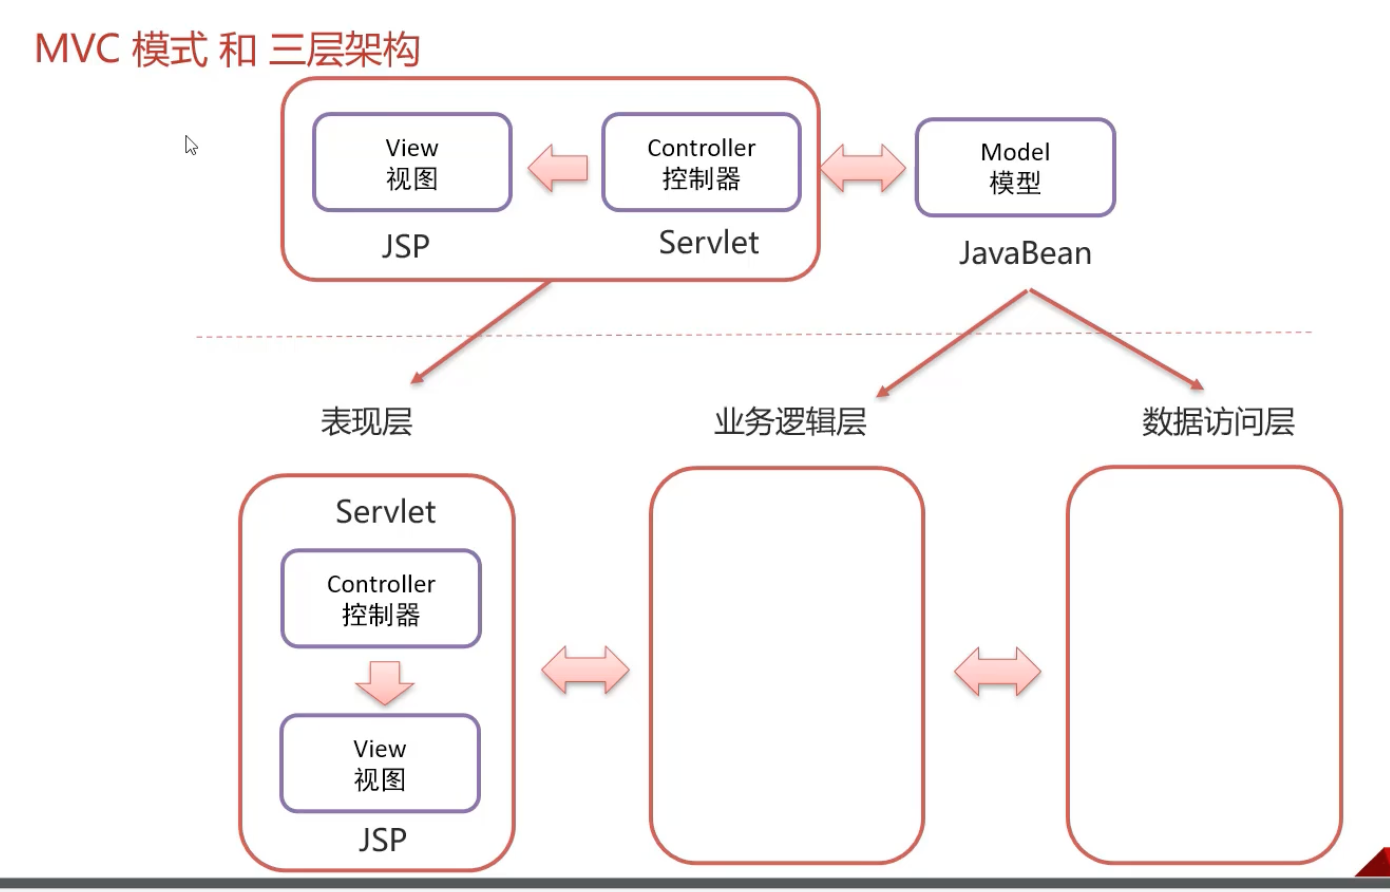 MVC 模式 和 三层架构
View
视图
JSP
Controller
控制器
Servlet
Model
模型
JavaBean
表现层
业务逻辑层
数据访问层
Servlet
Controller
控制器
View
视图
JSP